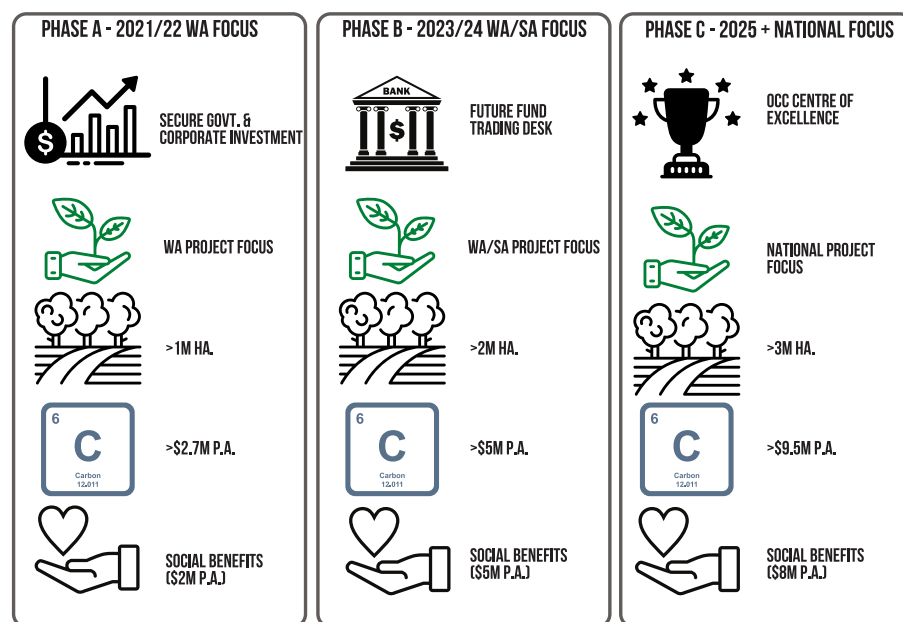 PHASE A - 2021/22 WA FOCUS
$
SECURE GOVT. &
CORPORATE INVESTMENT
WA PROJECT FOCUS
>1M HA.
6
C
Carbon
12.011
>$2.7M P.A.
SOCIAL BENEFITS
($2M P.A.)
PHASE B - 2023/24 WA/SA FOCUS
BANK
$
FUTURE FUND
TRADING DESK
WA/SA PROJECT FOCUS
>2M HA.
6
C
Carbon
12.011
>$5M P.A.
SOCIAL BENEFITS
($5M P.A.)
PHASE C - 2025 + NATIONAL FOCUS
OCC CENTRE OF
EXCELLENCE
NATIONAL PROJECT
FOCUS
>3M HA.
6
C
Carbon
12.011
>$9.5M P.A.
SOCIAL BENEFITS
($8M P.A.)